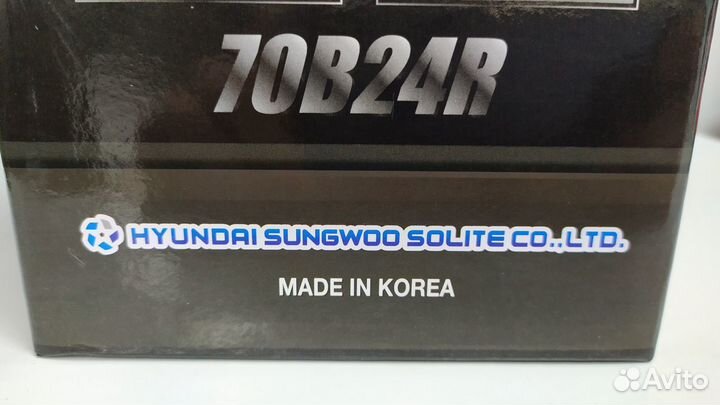 70B24R
HYUNDAI SUNGWOO SOLITE CO.,LTD.
MADE IN KOREA
Avito